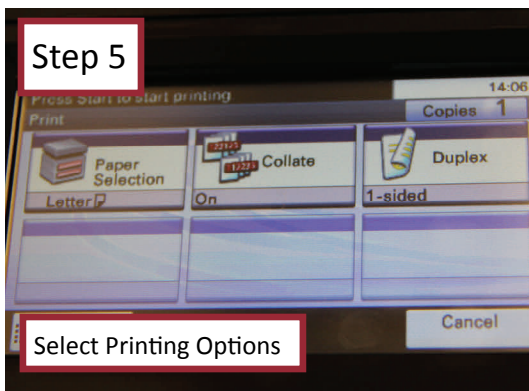 Step 5
Press Start to start printing
14:06
Print
Copies 1
Paper
Selection
Letter
Collate
On
Duplex
1-sided
Cancel
Select Printing Options